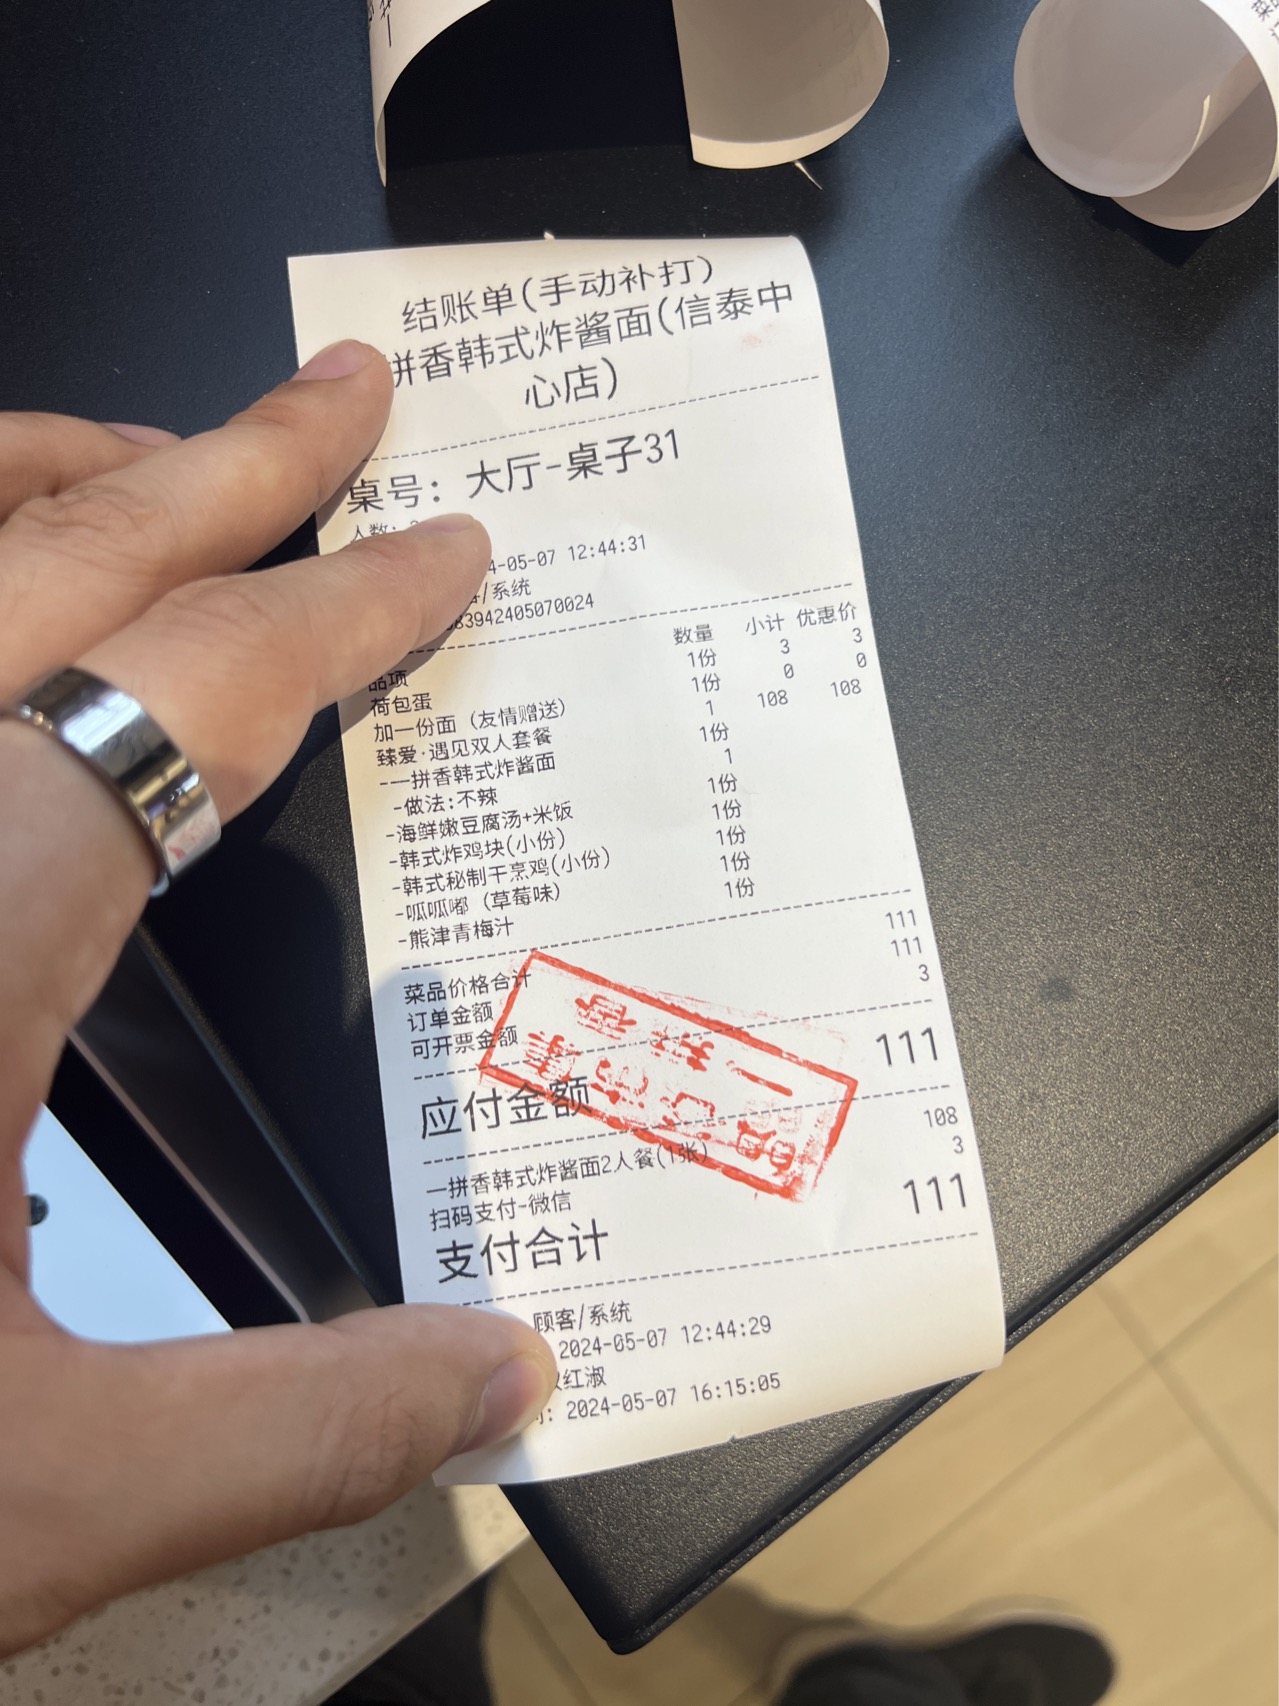 结账单(手动补打)
拼香韩式炸酱面(信泰中
心店)
桌号: 大厅-桌子31
人数:
4-05-07 12:44:31
/系统
83942405070024
品项 数量 小计 优惠价
荷包蛋 1份 3 3
加一份面 (友情赠送) 1份 0 0
臻爱·遇见双人套餐 1 108 108
-一拼香韩式炸酱面 1份
-做法:不辣 1
-海鲜嫩豆腐汤+米饭 1份
-韩式炸鸡块(小份) 1份
-韩式秘制干烹鸡(小份) 1份
-呱呱嘟 (草莓味) 1份
-熊津青梅汁 1份
菜品价格合计 111
订单金额 111
可开票金额 3
应付金额 111
一拼香韩式炸酱面2人餐(1张) 108
扫码支付-微信 3
支付合计 111
顾客/系统
2024-05-07 12:44:29
红淑
: 2024-05-07 16:15:05
一拼香